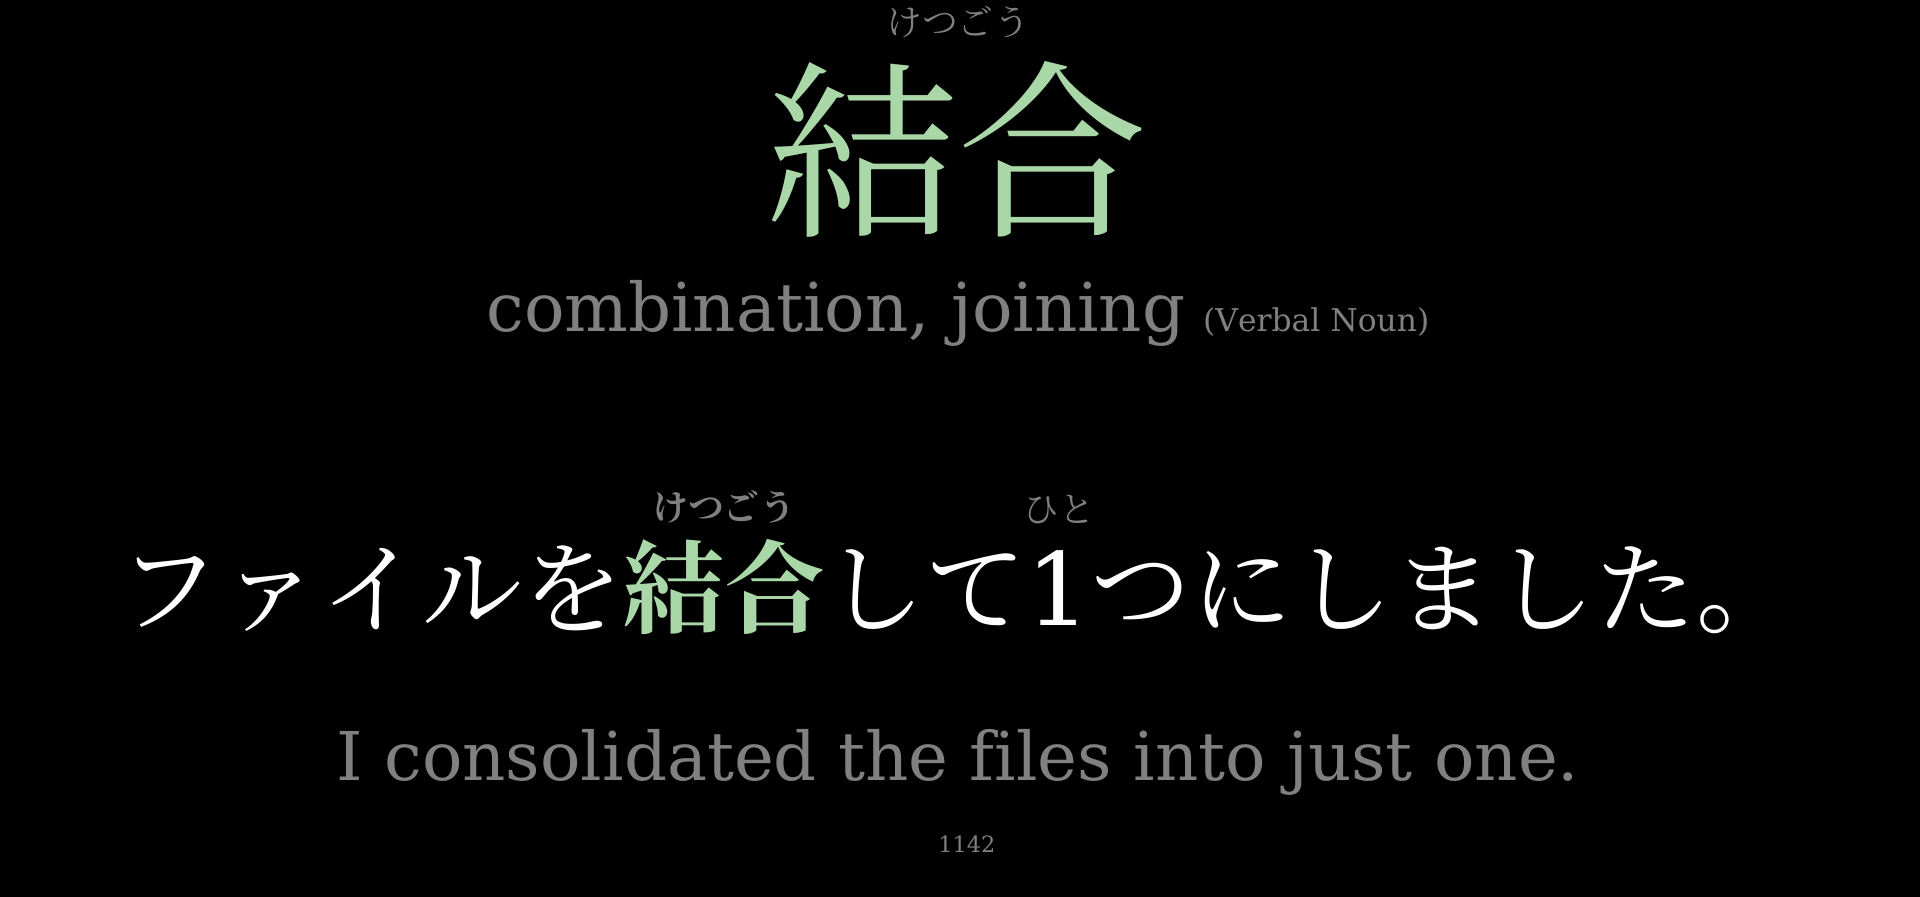 けつごう
結合
combination, joining (Verbal Noun)
けつごう ひと
ファイルを結合して1つにしました。
I consolidated the files into just one.
1142